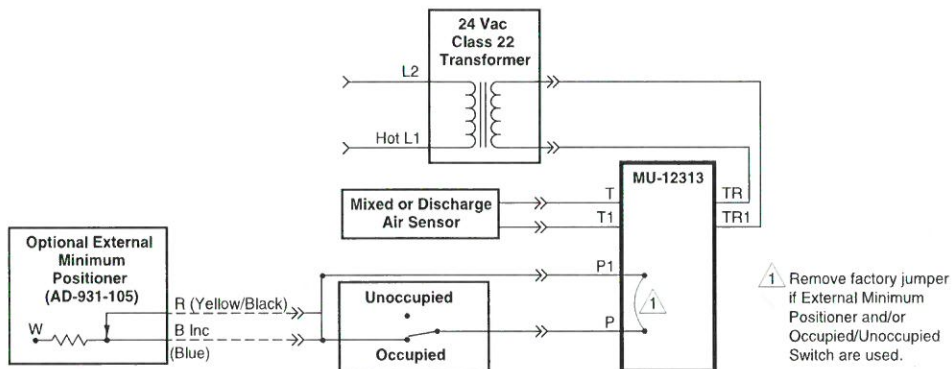 24 Vac
Class 22
Transformer
L2
Hot L1
MU-12313
Mixed or Discharge
Air Sensor
T
T1
TR
TR1
Optional External
Minimum
Positioner
(AD-931-105)
W
R (Yellow/Black)
B Inc
(Blue)
Unoccupied
Occupied
P1
P
1
1 Remove factory jumper
if External Minimum
Positioner and/or
Occupied/Unoccupied
Switch are used.